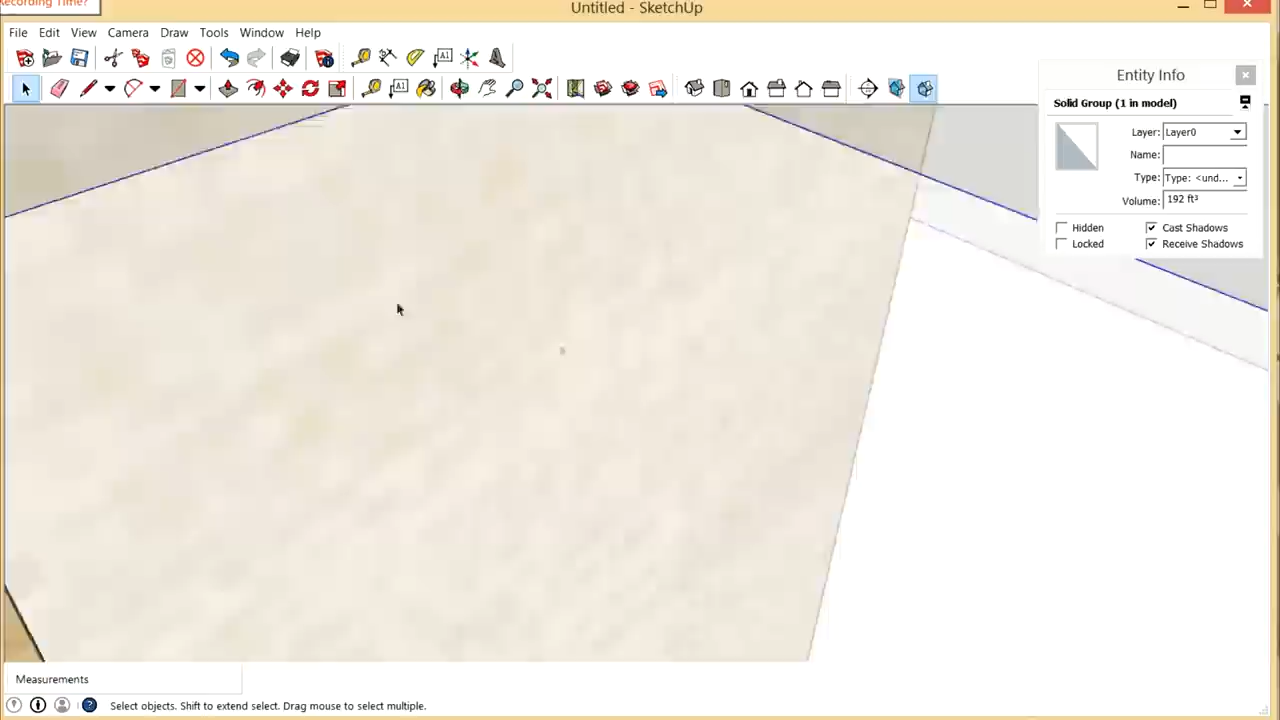 Recording Time?
Untitled - SketchUp
File Edit View Camera Draw Tools Window Help
A1
A1
Entity Info
Solid Group (1 in model)
Layer: Layer0
Name:
Type: Type: <und...
Volume: 192 ft³
Hidden Cast Shadows
Locked Receive Shadows
Measurements
Select objects. Shift to extend select. Drag mouse to select multiple.